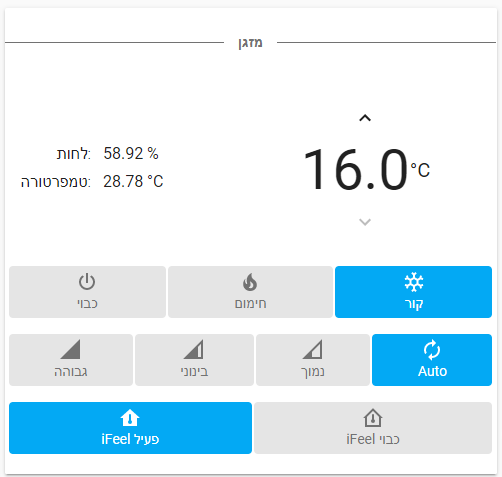 מזגן
לחות: 58.92 %
טמפרטורה: 28.78 °C
16.0 °C
כבוי חימום קור
גבוהה בינוני נמוך Auto
פעיל iFeel כבוי iFeel